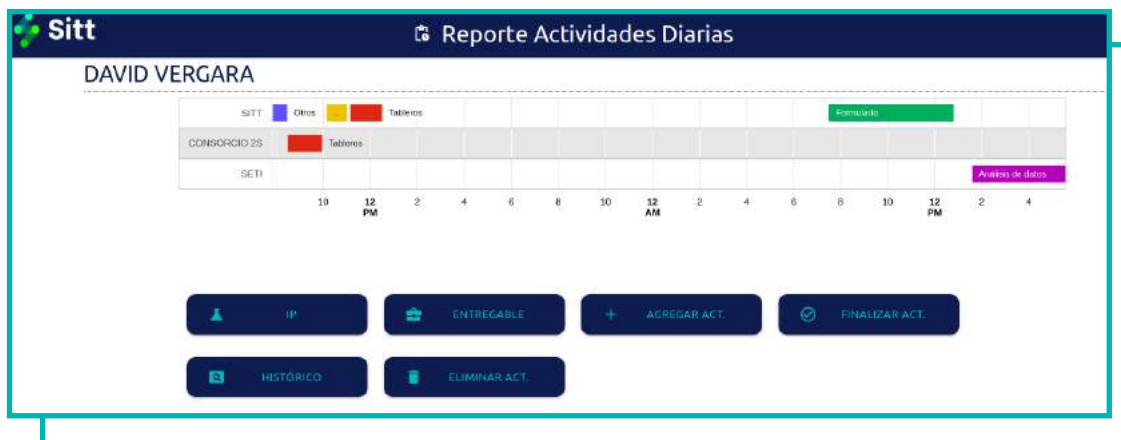 Sitt
Reporte Actividades Diarias
DAVID VERGARA
SITT Otros Tableros Formulario
CONSORCIO 2S Tableros
SETI Análisis de datos
10 12 2 4 6 8 10 12 2 4 6 8 10 12 2 4
PM AM PM
IP ENTREGABLE AGREGAR ACT. FINALIZAR ACT.
HISTÓRICO ELIMINAR ACT.